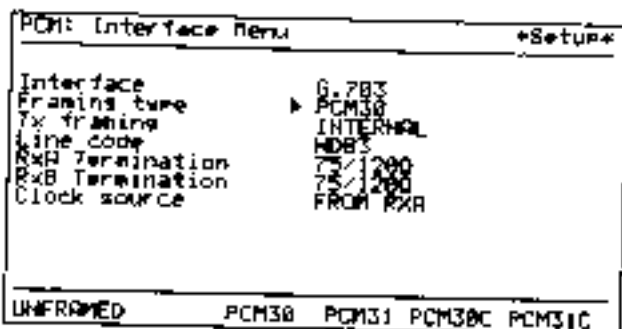 PCM: Interface Menu *Setup*
Interface G.703
Framing type ▶ PCM30
Tx framing INTERNAL
Line code HDB3
RxA Termination 75/120Ω
RxB Termination 75/120Ω
Clock source FROM RXA
UNFRAMED PCM30 PCM31 PCM30C PCM31C